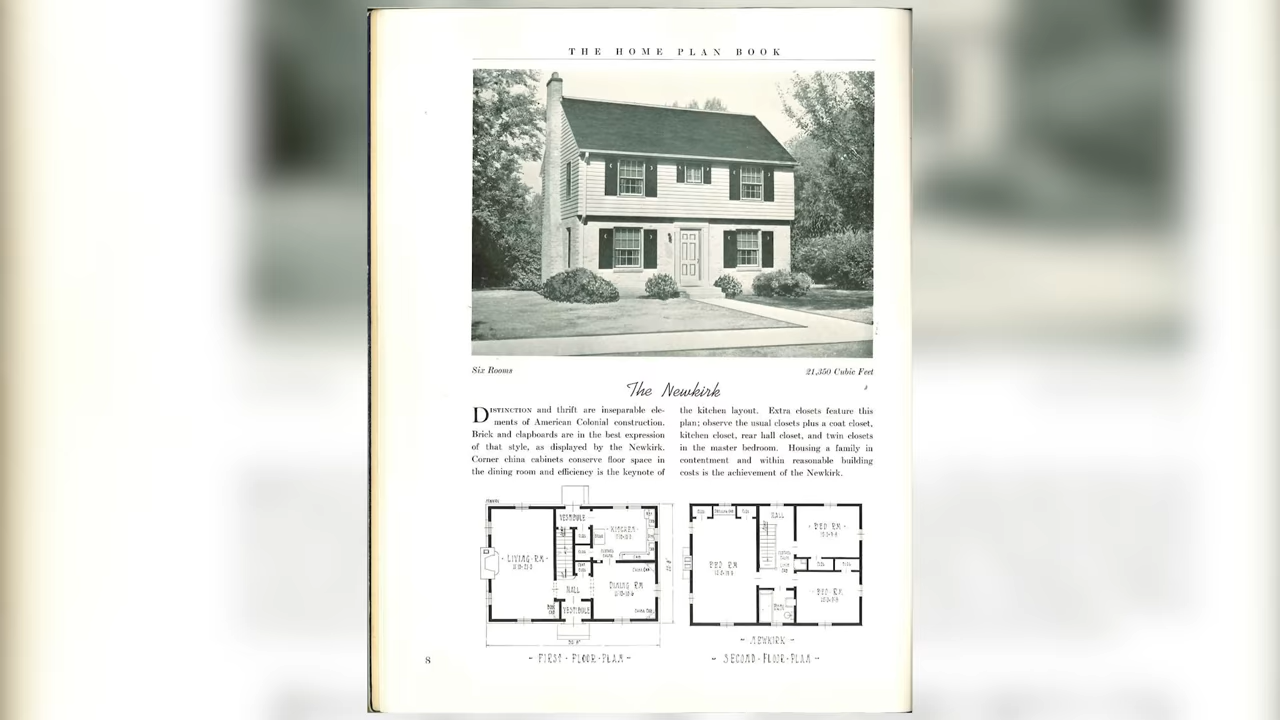 THE HOME PLAN BOOK
Six Rooms
21,350 Cubic Feet
The Newkirk
DISTINCTION and thrift are inseparable ele-
ments of American Colonial construction.
Brick and clapboards are in the best expression
of that style, as displayed by the Newkirk.
Corner china cabinets conserve floor space in
the dining room and efficiency is the keynote of
the kitchen layout. Extra closets feature this
plan; observe the usual closets plus a coat closet,
kitchen closet, rear hall closet, and twin closets
in the master bedroom. Housing a family in
contentment and within reasonable building
costs is the achievement of the Newkirk.
VESTIBULE
KITCHEN
LIVING RM
HALL
DINING RM
VESTIBULE
FIRST FLOOR PLAN
HALL
BED RM
BED RM
BED RM
BATH
NEWKIRK
SECOND FLOOR PLAN
8